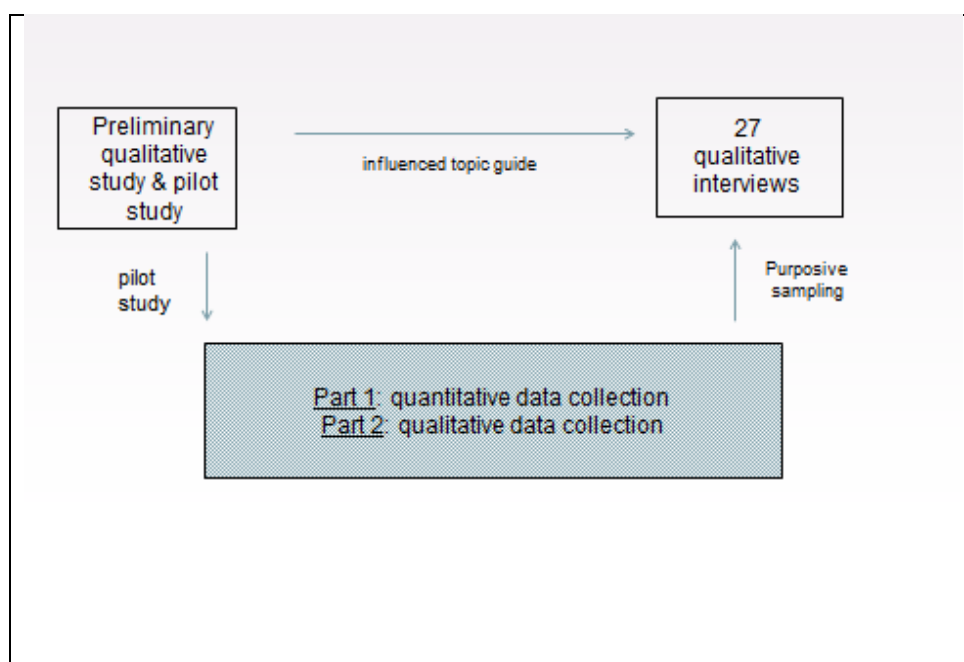 Preliminary
qualitative
study & pilot
study
influenced topic guide
27
qualitative
interviews
pilot
study
Purposive
sampling
Part 1: quantitative data collection
Part 2: qualitative data collection